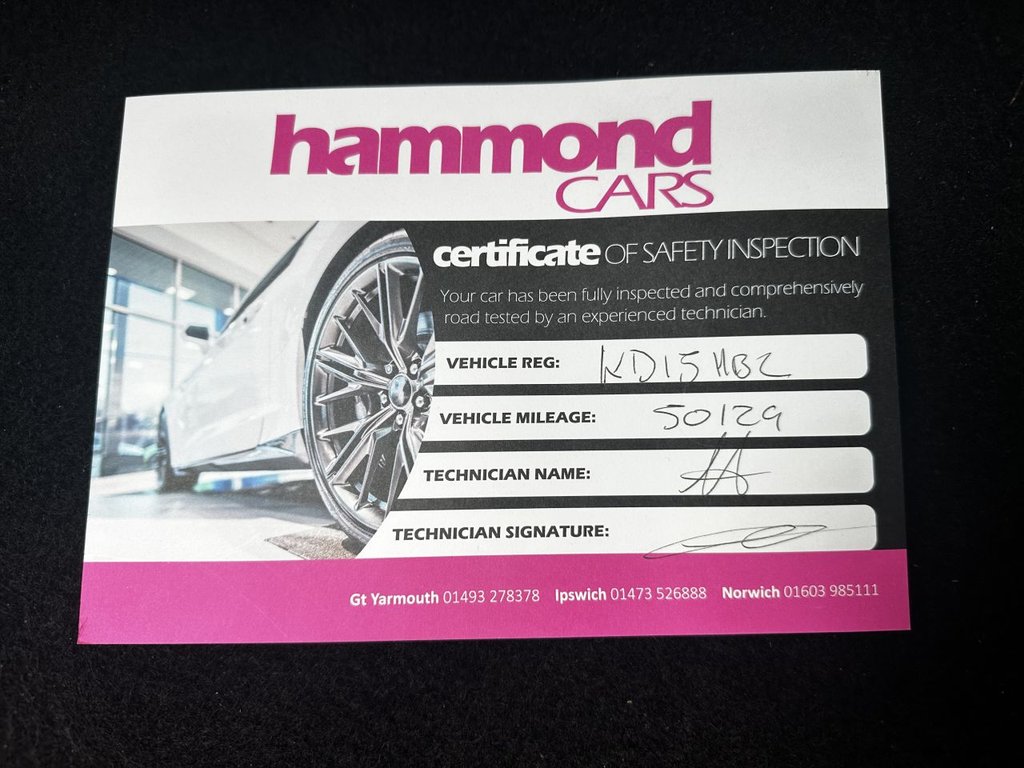 hammond
CARS
certificate OF SAFETY INSPECTION
Your car has been fully inspected and comprehensively
road tested by an experienced technician.
VEHICLE REG: KD15 HBZ
VEHICLE MILEAGE: 50129
TECHNICIAN NAME:
TECHNICIAN SIGNATURE:
Gt Yarmouth 01493 278378 Ipswich 01473 526888 Norwich 01603 985111